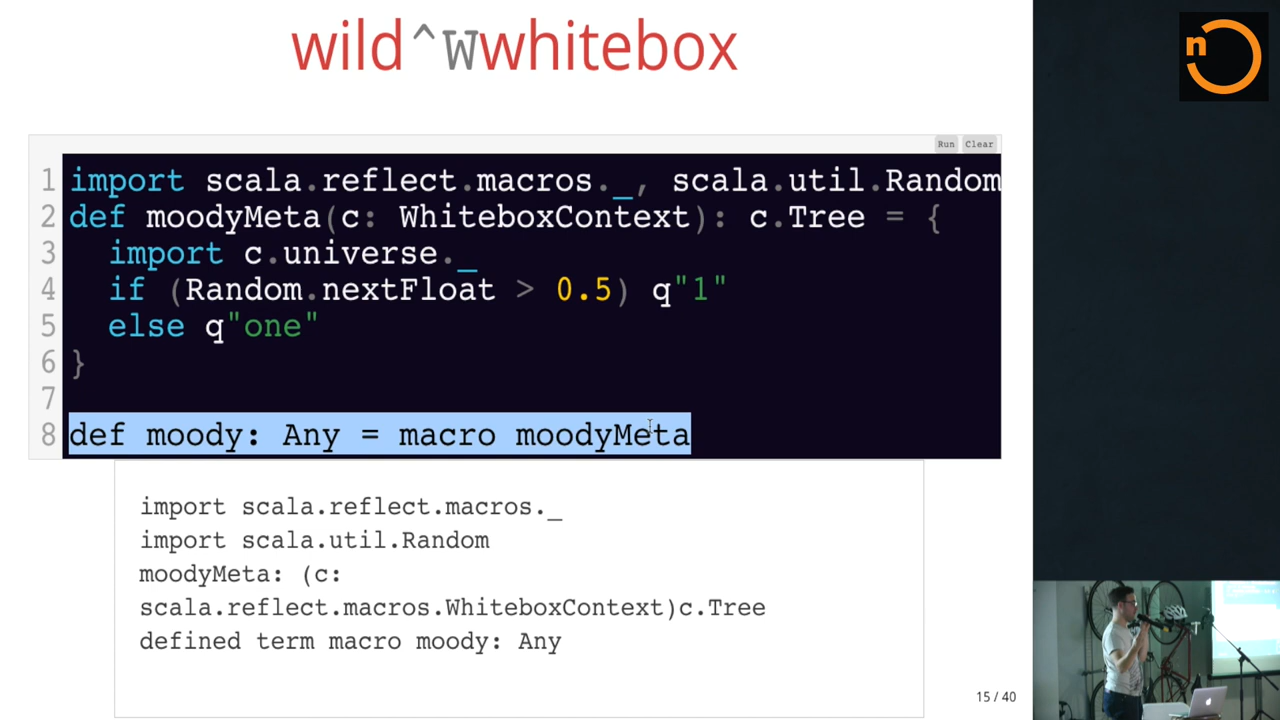 wild^Wwhitebox
n
Run Clear
1 import scala.reflect.macros._, scala.util.Random
2 def moodyMeta(c: WhiteboxContext): c.Tree = {
3   import c.universe._
4   if (Random.nextFloat > 0.5) q"1"
5   else q"one"
6 }
7
8 def moody: Any = macro moodyMeta
import scala.reflect.macros._
import scala.util.Random
moodyMeta: (c:
scala.reflect.macros.WhiteboxContext)c.Tree
defined term macro moody: Any
15 / 40